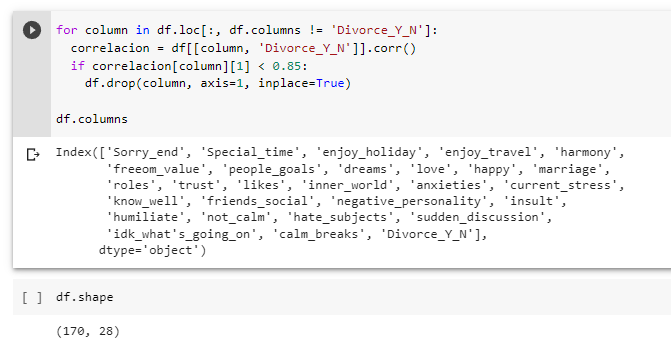 for column in df.loc[:, df.columns != 'Divorce_Y_N']:
  correlacion = df[[column, 'Divorce_Y_N']].corr()
  if correlacion[column][1] < 0.85:
    df.drop(column, axis=1, inplace=True)

df.columns
Index(['Sorry_end', 'Special_time', 'enjoy_holiday', 'enjoy_travel', 'harmony',
       'freeom_value', 'people_goals', 'dreams', 'love', 'happy', 'marriage',
       'roles', 'trust', 'likes', 'inner_world', 'anxieties', 'current_stress',
       'know_well', 'friends_social', 'negative_personality', 'insult',
       'humiliate', 'not_calm', 'hate_subjects', 'sudden_discussion',
       'idk_what's_going_on', 'calm_breaks', 'Divorce_Y_N'],
      dtype='object')
[ ] df.shape
(170, 28)